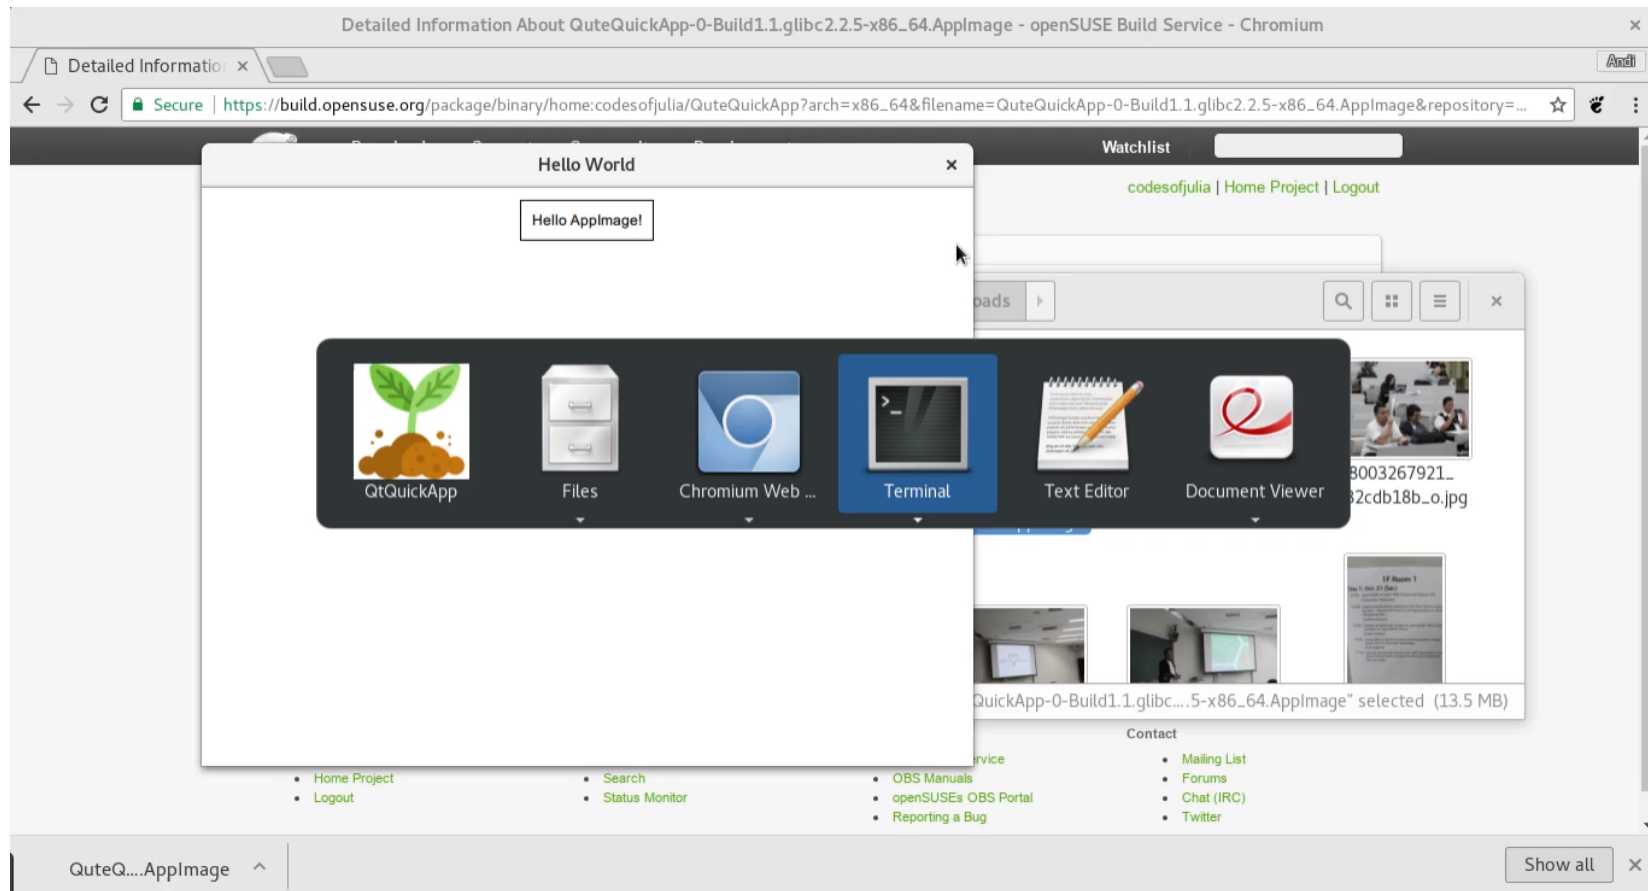 Detailed Information About QuteQuickApp-0-Build1.1.glibc2.2.5-x86_64.AppImage - openSUSE Build Service - Chromium
Detailed Informatio
Andi
Secure
https://build.opensuse.org/package/binary/home:codesofjulia/QuteQuickApp?arch=x86_64&filename=QuteQuickApp-0-Build1.1.glibc2.2.5-x86_64.AppImage&repository=...
Watchlist
Hello World
codesofjulia | Home Project | Logout
Hello AppImage!
oads
QtQuickApp
Files
Chromium Web ...
Terminal
Text Editor
Document Viewer
8003267921_
32cdb18b_o.jpg
1F Room 1
QuickApp-0-Build1.1.glibc....5-x86_64.AppImage" selected (13.5 MB)
Contact
rvice
Mailing List
Home Project
Search
OBS Manuals
Forums
Logout
Status Monitor
openSUSEs OBS Portal
Chat (IRC)
Reporting a Bug
Twitter
QuteQ....AppImage
Show all